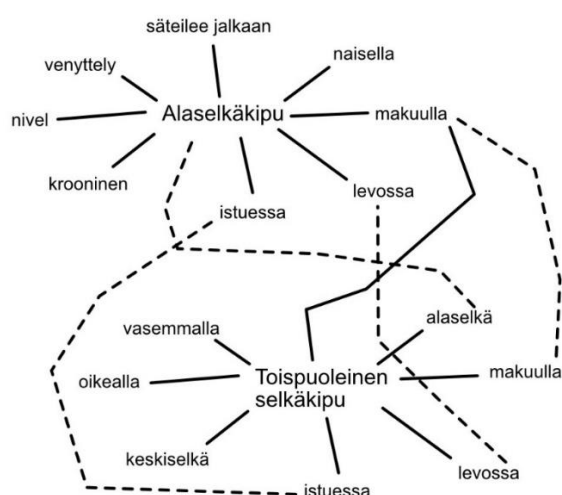 säteilee jalkaan
venyttely
naisella
nivel
Alaselkäkipu
makuulla
krooninen
istuessa
levossa
vasemmalla
alaselkä
oikealla
Toispuoleinen
selkäkipu
makuulla
keskiselkä
levossa
istuessa